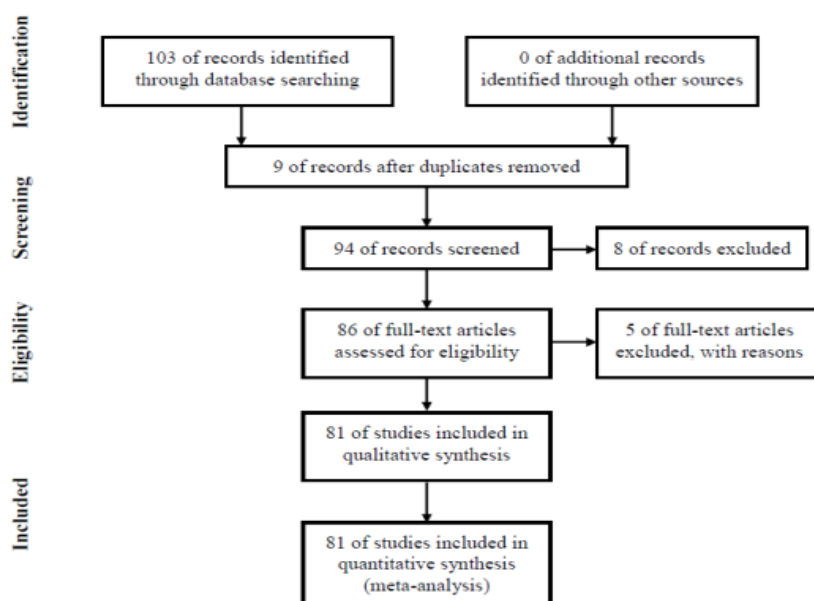 Identification
103 of records identified
through database searching
0 of additional records
identified through other sources
9 of records after duplicates removed
Screening
94 of records screened
8 of records excluded
Eligibility
86 of full-text articles
assessed for eligibility
5 of full-text articles
excluded, with reasons
81 of studies included in
qualitative synthesis
Included
81 of studies included in
quantitative synthesis
(meta-analysis)